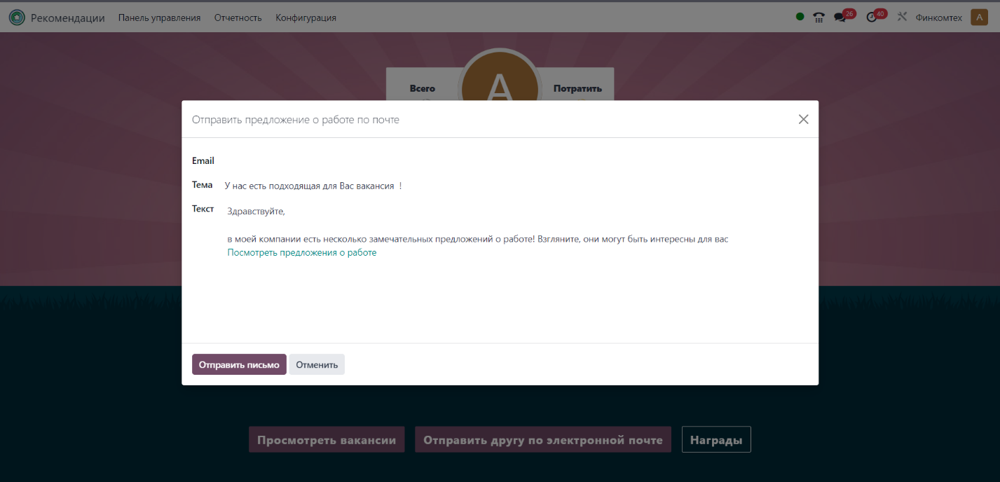 Рекомендации Панель управления Отчетность Конфигурация 26 40 Финкомтех А
Всего А Потратить
Отправить предложение о работе по почте
Email
Тема У нас есть подходящая для Вас вакансия !
Текст Здравствуйте,
в моей компании есть несколько замечательных предложений о работе! Взгляните, они могут быть интересны для вас
Посмотреть предложения о работе
Отправить письмо Отменить
Просмотреть вакансии Отправить другу по электронной почте Награды